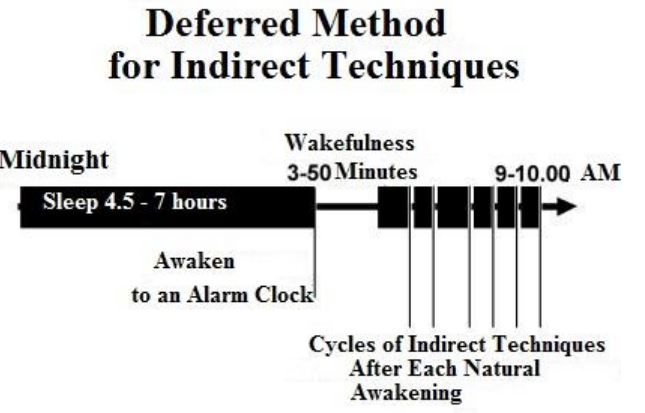 Deferred Method
for Indirect Techniques
Wakefulness
Midnight
3-50 Minutes
9-10.00 AM
Sleep 4.5 - 7 hours
Awaken
to an Alarm Clock
Cycles of Indirect Techniques
After Each Natural
Awakening